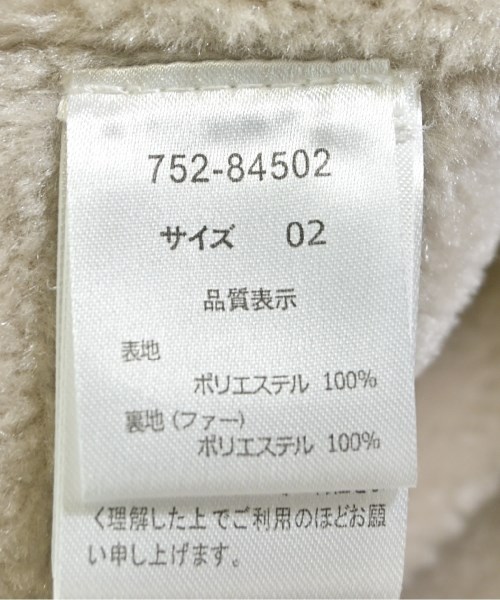 752-84502
サイズ 02
品質表示
表地
ポリエステル 100%
裏地(ファー)
ポリエステル 100%
く理解した上でご利用のほどお願
い申し上げます。